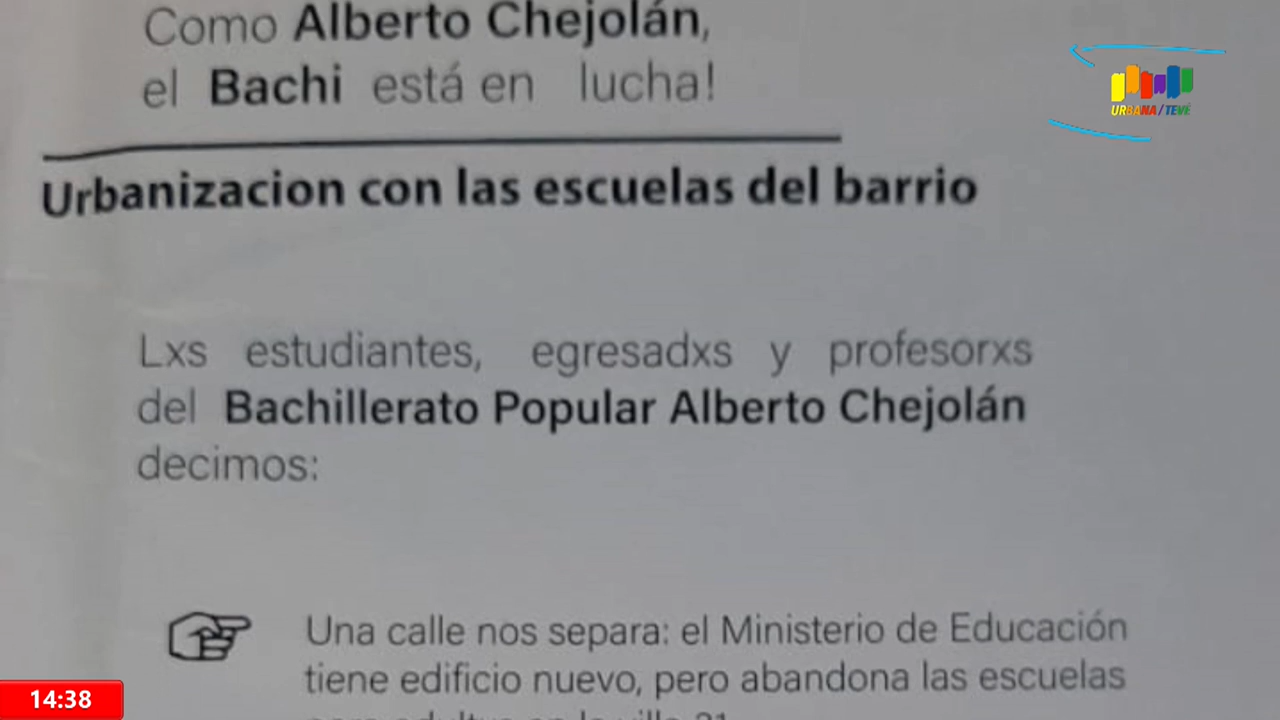 Como Alberto Chejolán,
el Bachi está en lucha!
Urbanizacion con las escuelas del barrio
Lxs estudiantes, egresadxs y profesorxs
del Bachillerato Popular Alberto Chejolán
decimos:
Una calle nos separa: el Ministerio de Educación
tiene edificio nuevo, pero abandona las escuelas
URBANA/TEVÉ
14:38